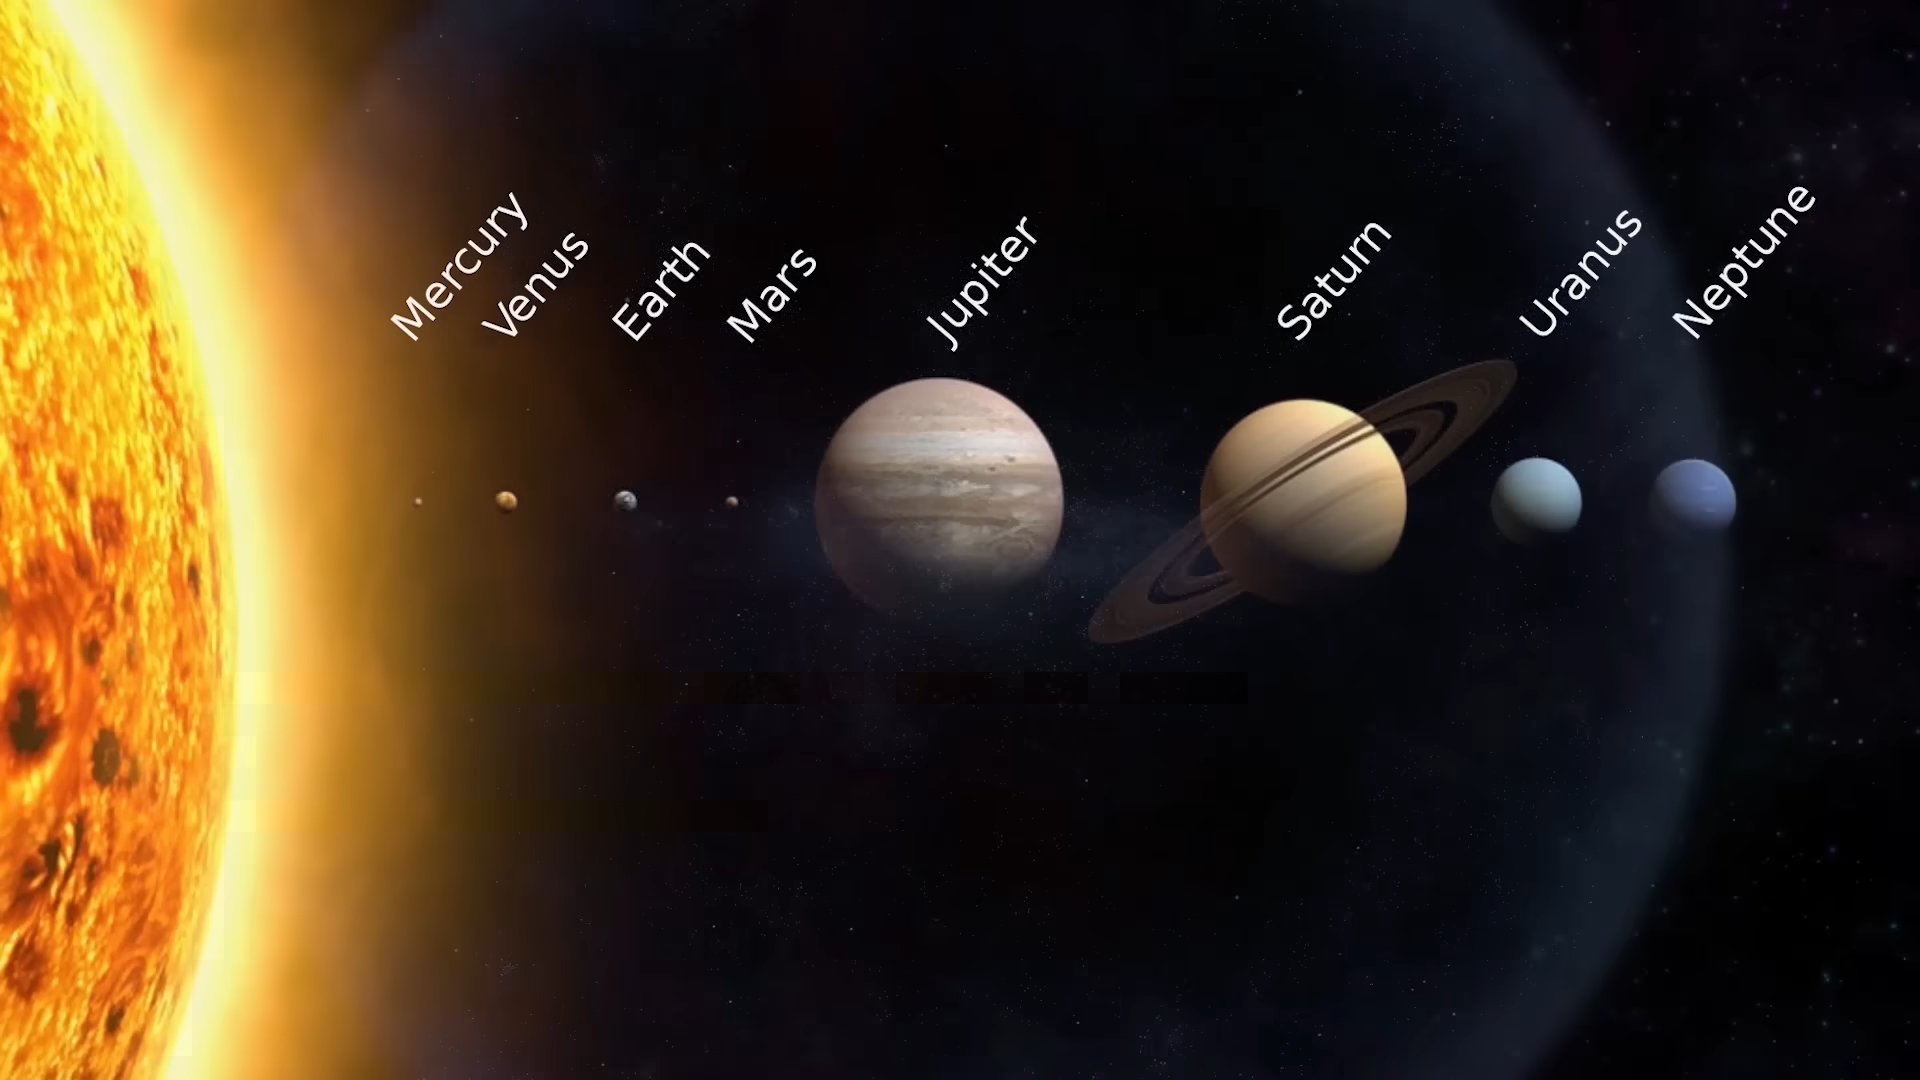 Mercury
Venus
Earth
Mars
Jupiter
Saturn
Uranus
Neptune